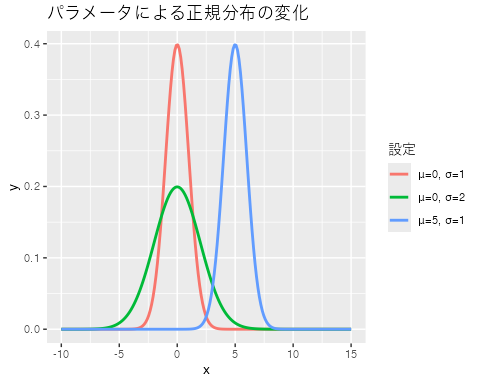 パラメータによる正規分布の変化
0.4
0.3
0.2
0.1
0.0
y
-10 -5 0 5 10 15
x
設定
μ=0, σ=1
μ=0, σ=2
μ=5, σ=1